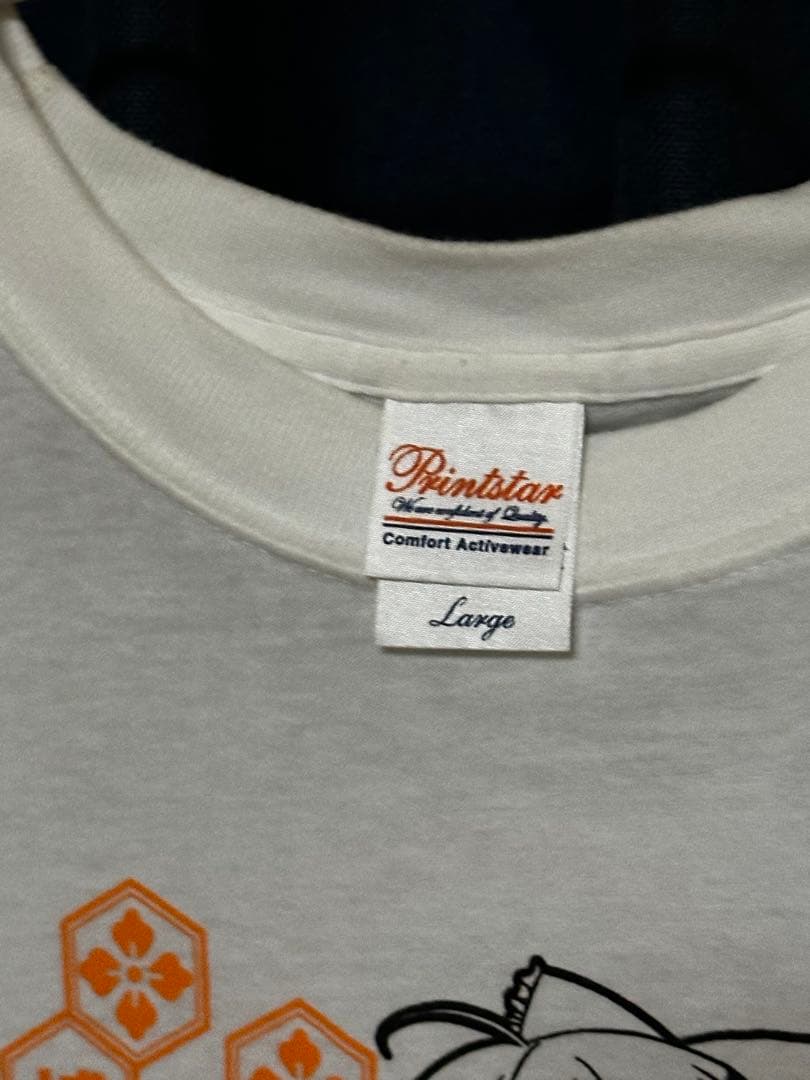 Printstar
We are confident of Quality.
Comfort Activewear
Large